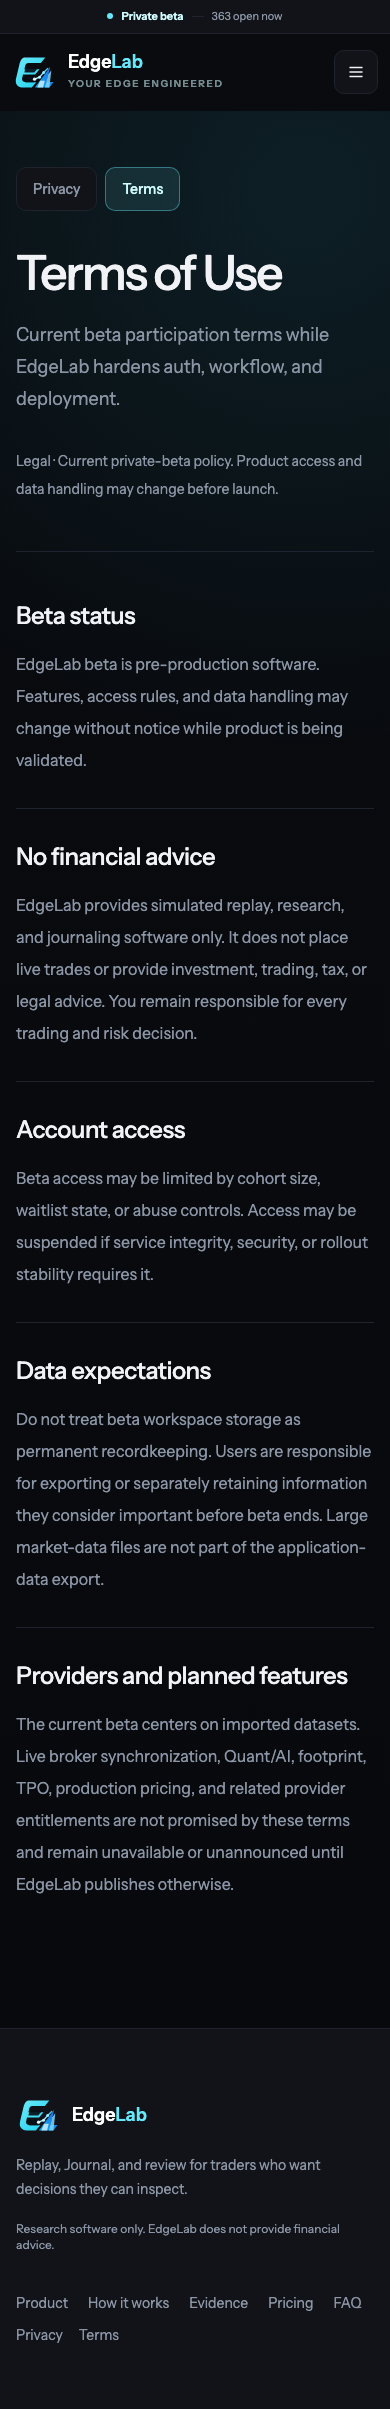 Private beta — 363 open now
EdgeLab
YOUR EDGE ENGINEERED
Privacy
Terms
Terms of Use
Current beta participation terms while
EdgeLab hardens auth, workflow, and
deployment.
Legal · Current private-beta policy. Product access and
data handling may change before launch.
Beta status
EdgeLab beta is pre-production software.
Features, access rules, and data handling may
change without notice while product is being
validated.
No financial advice
EdgeLab provides simulated replay, research,
and journaling software only. It does not place
live trades or provide investment, trading, tax, or
legal advice. You remain responsible for every
trading and risk decision.
Account access
Beta access may be limited by cohort size,
waitlist state, or abuse controls. Access may be
suspended if service integrity, security, or rollout
stability requires it.
Data expectations
Do not treat beta workspace storage as
permanent recordkeeping. Users are responsible
for exporting or separately retaining information
they consider important before beta ends. Large
market-data files are not part of the application-
data export.
Providers and planned features
The current beta centers on imported datasets.
Live broker synchronization, Quant/AI, footprint,
TPO, production pricing, and related provider
entitlements are not promised by these terms
and remain unavailable or unannounced until
EdgeLab publishes otherwise.
EdgeLab
Replay, Journal, and review for traders who want
decisions they can inspect.
Research software only. EdgeLab does not provide financial
advice.
Product How it works Evidence Pricing FAQ
Privacy Terms